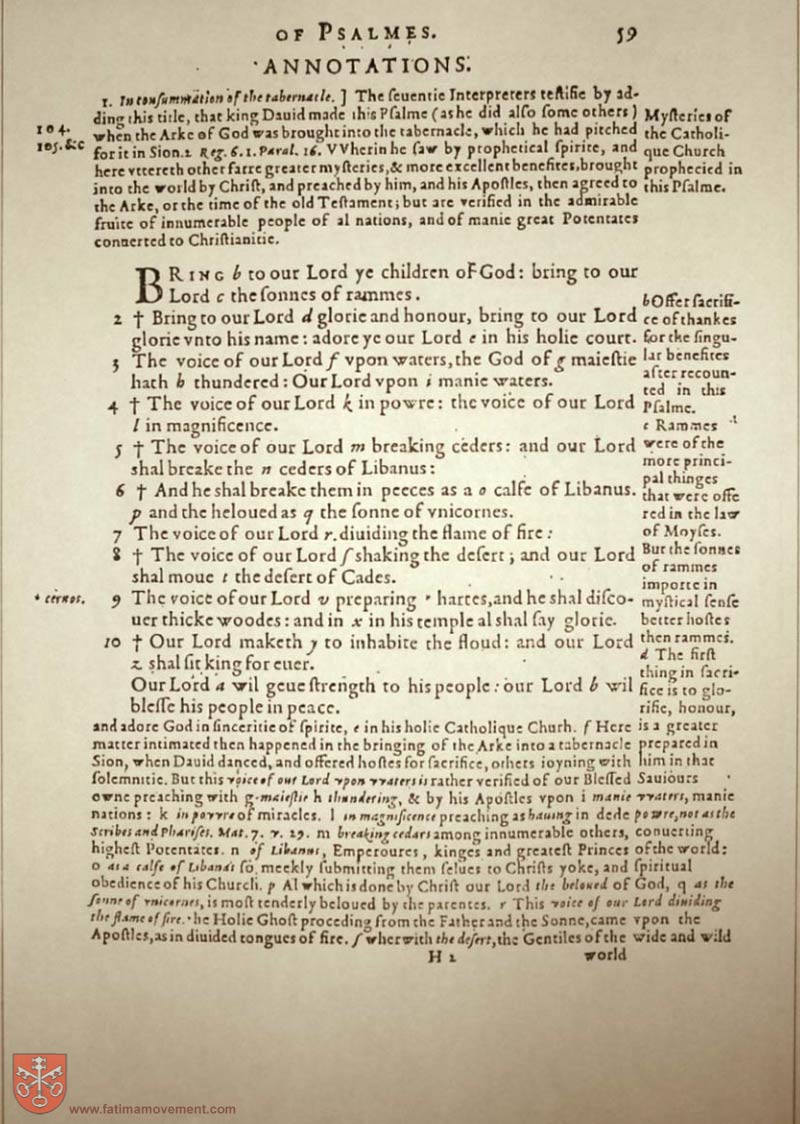 OF PSALMES. 59
ANNOTATIONS.
1. In consummation of the tabernacle. ] The seuentie Interpreters testifie by ad-
ding this title, that king Dauid made this Psalme (as he did also some others)
104.
105. &c
when the Arke of God was brought into the tabernacle, which he had pitched
for it in Sion. 2 Reg. 6. 1. Paral. 16. VVherin he saw by prophetical spirite, and
here vttereth other farre greater mysteries, & more excellent benefites, brought
into the world by Christ, and preached by him, and his Apostles, then agreed to
the Arke, or the time of the old Testament; but are verified in the admirable
fruite of innumerable people of al nations, and of manie great Potentates
conuerted to Christianitie.
Mysteries of
the Catholi-
que Church
prophecied in
this Psalme.
BRING b to our Lord ye children of God: bring to our
Lord c the sonnes of rammes.
2 † Bring to our Lord d glorie and honour, bring to our Lord
glorie vnto his name: adore ye our Lord e in his holie court.
3 The voice of our Lord f vpon waters, the God of g maiestie
hath h thundered: Our Lord vpon i manie waters.
4 † The voice of our Lord k in powre: the voice of our Lord
l in magnificence.
5 † The voice of our Lord m breaking ceders: and our Lord
shal breake the n ceders of Libanus:
6 † And he shal breake them in peeces as a o calfe of Libanus.
p and the beloued as q the sonne of vnicornes.
7 The voice of our Lord r. diuiding the flame of fire:
8 † The voice of our Lord ſ shaking the desert; and our Lord
shal moue t the desert of Cades.
* ceruos.
9 The voice of our Lord v preparing * hartes, and he shal disco-
uer thicke woodes: and in x in his temple al shal say glorie.
10 † Our Lord maketh y to inhabite the floud: and our Lord
z shal sit king for euer.
Our Lord a wil geue strength to his people: our Lord b wil
blesse his people in peace.
b Offer sacrifi-
ce of thankes
for the singu-
lar benefites
after recoun-
ted in this
Psalme.
c Rammes
were of the
more princi-
pal thinges
that were offe
red in the law
of Moyses.
But the sonnes
of rammes
importe in
mystical sense
better hostes
then rammes.
d The first
thing in sacri-
fice is to glo-
rifie, honour,
and adore God in sinceritie of spirite, e in his holie Catholique Churh. f Here is a greater
matter intimated then happened in the bringing of the Arke into a tabernacle prepared in
Sion, when Dauid danced, and offered hostes for sacrifice, others ioyning with him in that
solemnitie. But this voice of our Lord vpon vvaters is rather verified of our Blessed Sauiours
owne preaching with g maiestie h thundering, & by his Apostles vpon i manie vvaters, manie
nations: k in povvre of miracles. l in magnificence preaching as hauing in dede powre, not as the
Scribes and Pharises. Mat. 7. v. 29. m breaking cedars among innumerable others, conuerting
highest Potentates. n of Libanus, Emperoures, kinges and greatest Princes of the world:
o as a calfe of Libanus so meekly submitting them selues to Christs yoke, and spiritual
obedience of his Church. p Al which is done by Christ our Lord the beloued of God, q as the
sonne of vnicornes, is most tenderly beloued by the parentes. r This voice of our Lord diuiding
the flame of fire. he Holie Ghost proceding from the Father and the Sonne, came vpon the
Apostles, as in diuided tongues of fire. ſ wherwith the desert, the Gentiles of the wide and wild
H 2 world
www.fatimamovement.com